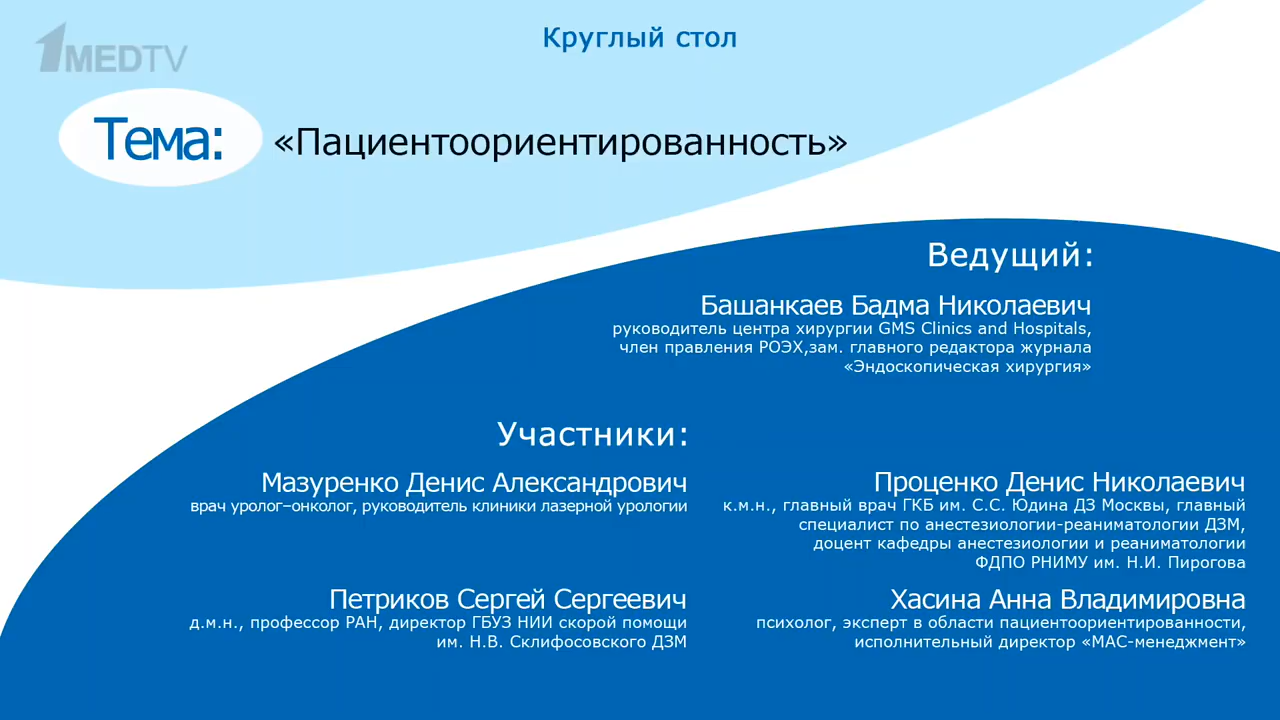 1MEDTV
Круглый стол
Тема:
«Пациентоориентированность»
Ведущий:
Башанкаев Бадма Николаевич
руководитель центра хирургии GMS Clinics and Hospitals,
член правления РОЭХ,зам. главного редактора журнала
«Эндоскопическая хирургия»
Участники:
Мазуренко Денис Александрович
врач уролог–онколог, руководитель клиники лазерной урологии
Проценко Денис Николаевич
к.м.н., главный врач ГКБ им. С.С. Юдина ДЗ Москвы, главный
специалист по анестезиологии-реаниматологии ДЗМ,
доцент кафедры анестезиологии и реаниматологии
ФДПО РНИМУ им. Н.И. Пирогова
Петриков Сергей Сергеевич
д.м.н., профессор РАН, директор ГБУЗ НИИ скорой помощи
им. Н.В. Склифосовского ДЗМ
Хасина Анна Владимировна
психолог, эксперт в области пациентоориентированости,
исполнительный директор «МАС-менеджмент»